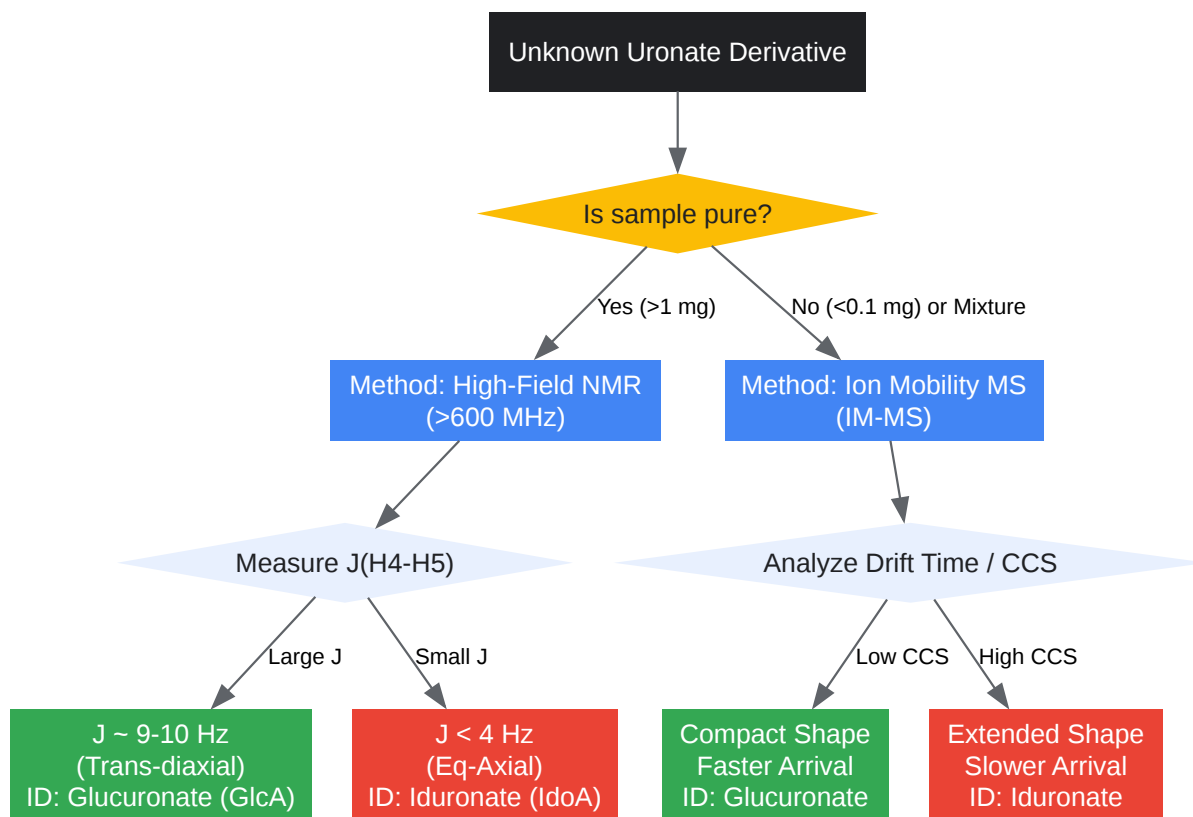 Unknown Uronate Derivative
Is sample pure?
Yes (>1 mg)
No (<0.1 mg) or Mixture
Method: High-Field NMR
(>600 MHz)
Method: Ion Mobility MS
(IM-MS)
Measure J(H4-H5)
Analyze Drift Time / CCS
Large J
Small J
Low CCS
High CCS
J ~ 9-10 Hz
(Trans-diaxial)
ID: Glucuronate (GlcA)
J < 4 Hz
(Eq-Axial)
ID: Iduronate (IdoA)
Compact Shape
Faster Arrival
ID: Glucuronate
Extended Shape
Slower Arrival
ID: Iduronate